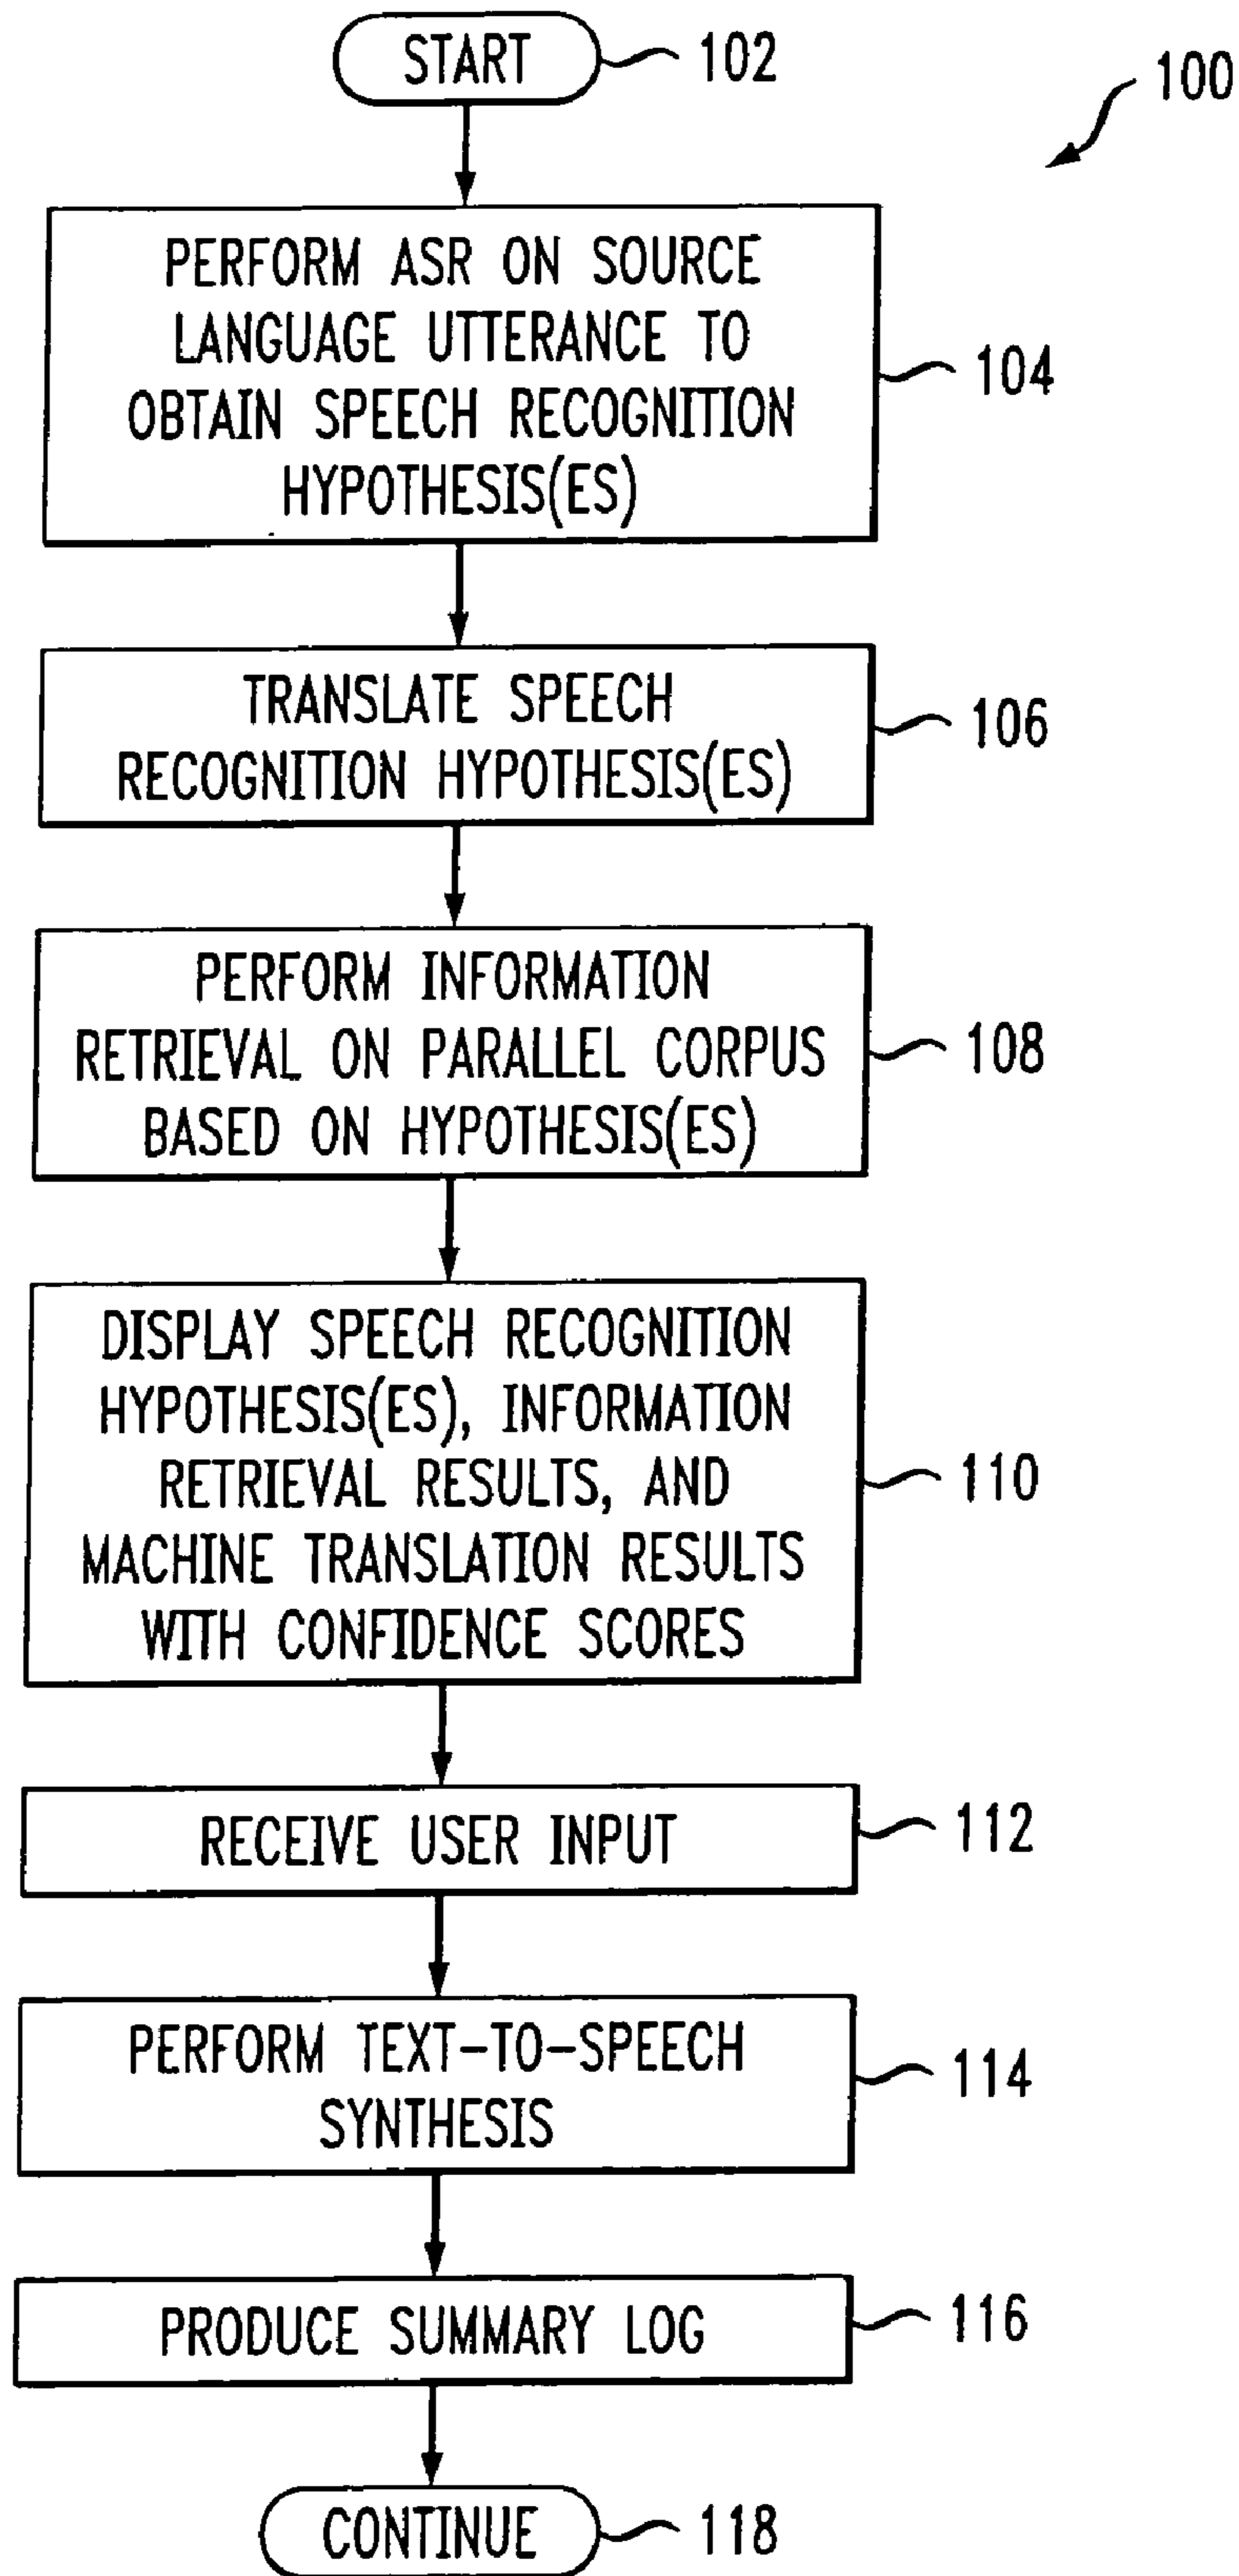 START
102
100
PERFORM ASR ON SOURCE
LANGUAGE UTTERANCE TO
OBTAIN SPEECH RECOGNITION
HYPOTHESIS(ES)
104
TRANSLATE SPEECH
RECOGNITION HYPOTHESIS(ES)
106
PERFORM INFORMATION
RETRIEVAL ON PARALLEL CORPUS
BASED ON HYPOTHESIS(ES)
108
DISPLAY SPEECH RECOGNITION
HYPOTHESIS(ES), INFORMATION
RETRIEVAL RESULTS, AND
MACHINE TRANSLATION RESULTS
WITH CONFIDENCE SCORES
110
RECEIVE USER INPUT
112
PERFORM TEXT-TO-SPEECH
SYNTHESIS
114
PRODUCE SUMMARY LOG
116
CONTINUE
118